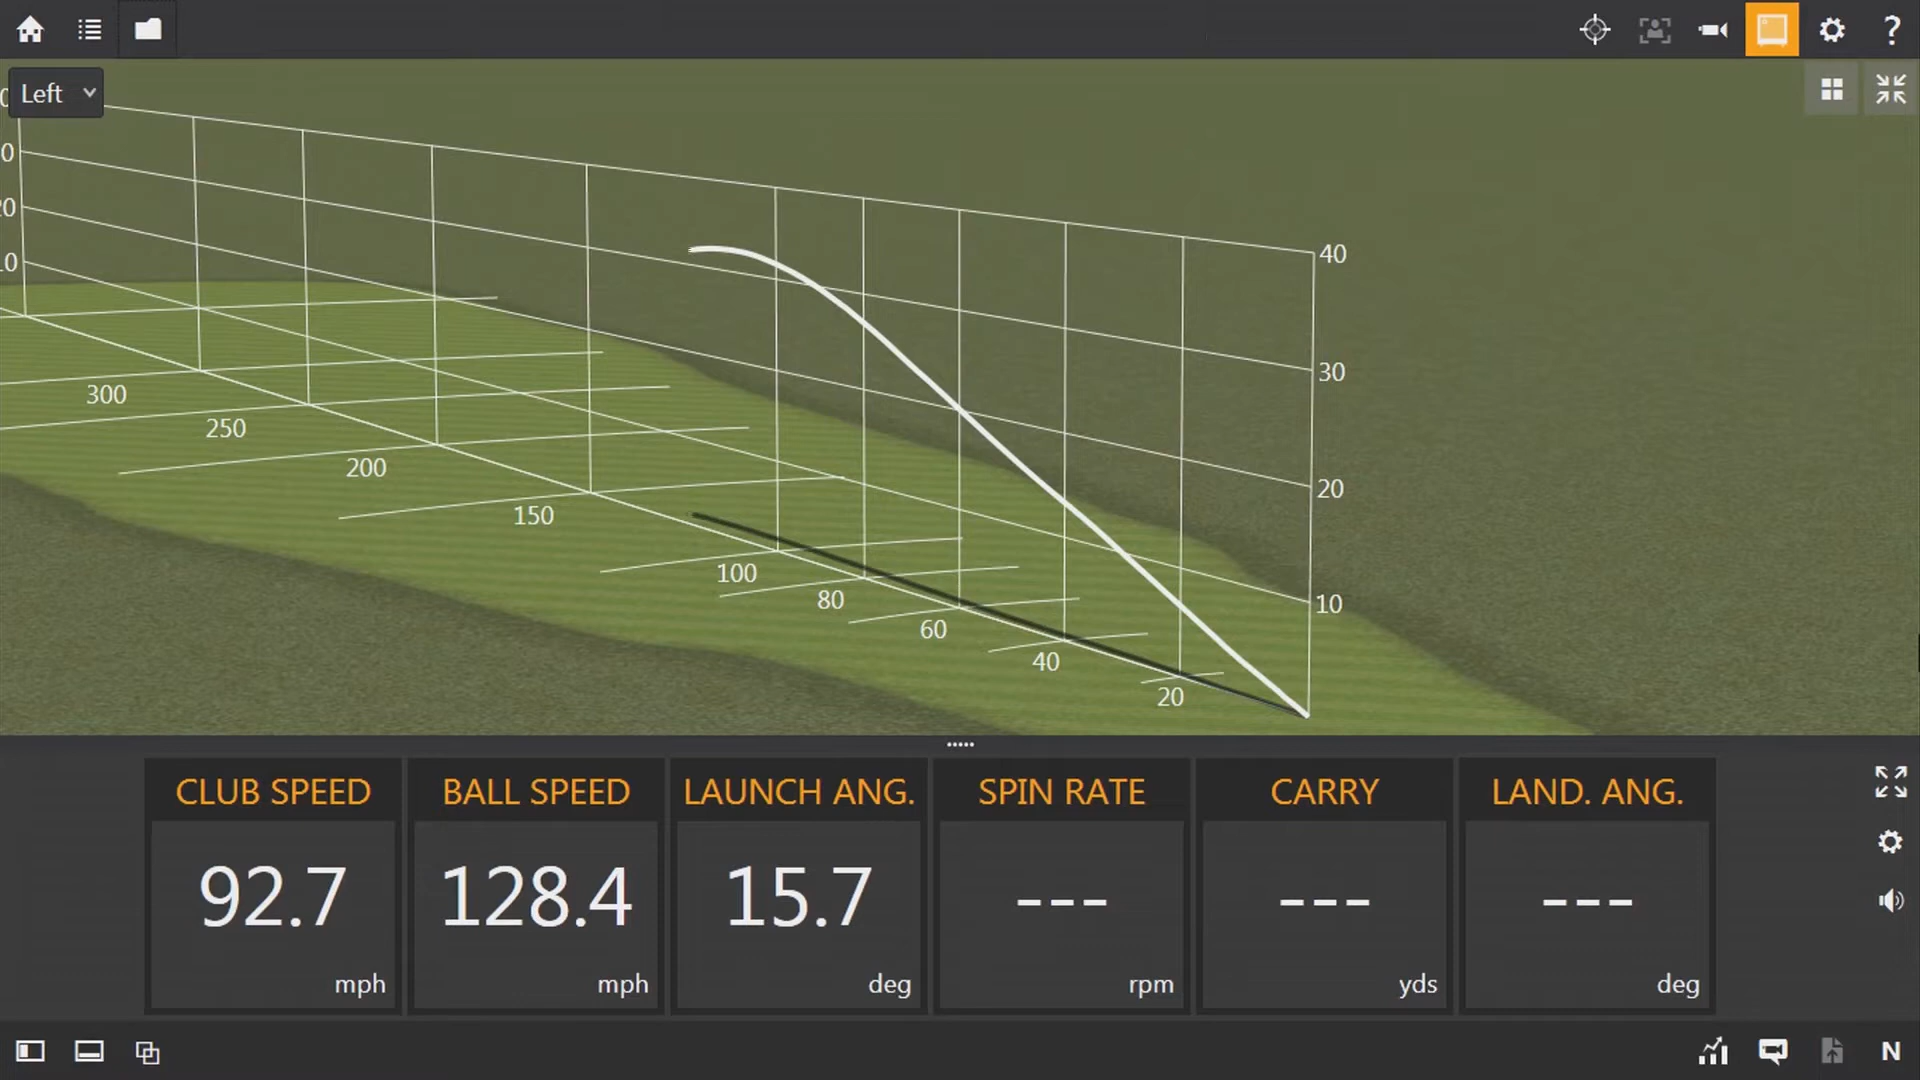 ?
Left
0
0
20
10
40
30
20
10
300
250
200
150
100
80
60
40
20
CLUB SPEED
92.7
mph
BALL SPEED
128.4
mph
LAUNCH ANG.
15.7
deg
SPIN RATE
---
rpm
CARRY
---
yds
LAND. ANG.
---
deg
N